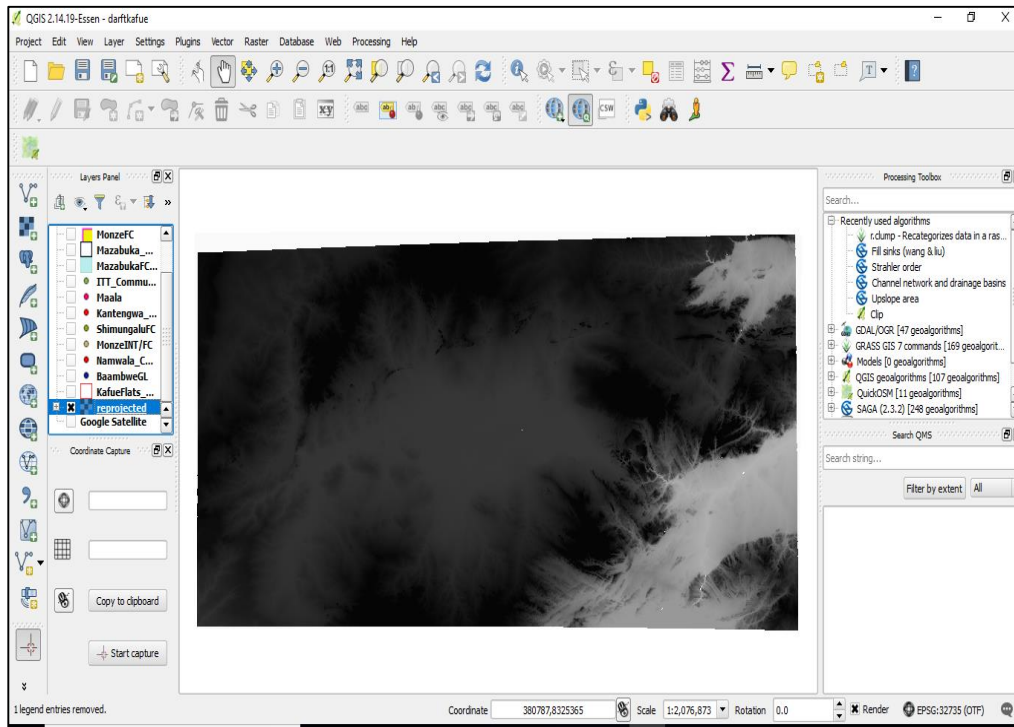 QGIS 2.14.19-Essen - darftkafue
Project Edit View Layer Settings Plugins Vector Raster Database Web Processing Help
Layers Panel
MonzeFC
Mazabuka_...
MazabukaFC...
ITT_Commu...
Maala
Kantengwa_...
ShimungaluFC
MonzeINT/FC
Namwala_C...
BaambweGL
KafueFlats_...
reprojected
Google Satellite
Coordinate Capture
Copy to clipboard
Start capture
Processing Toolbox
Search...
Recently used algorithms
r.dump - Recategorizes data in a ras...
Fill sinks (wang & liu)
Strahler order
Channel network and drainage basins
Upslope area
Clip
GDAL/OGR [47 geoalgorithms]
GRASS GIS 7 commands [169 geoalgorit...
Models [0 geoalgorithms]
QGIS geoalgorithms [107 geoalgorithms]
QuickOSM [11 geoalgorithms]
SAGA (2.3.2) [248 geoalgorithms]
Search QMS
Search string...
Filter by extent All
1 legend entries removed.
Coordinate 380787,8325365 Scale 1:2,076,873 Rotation 0.0 Render EPSG:32735 (OTF)